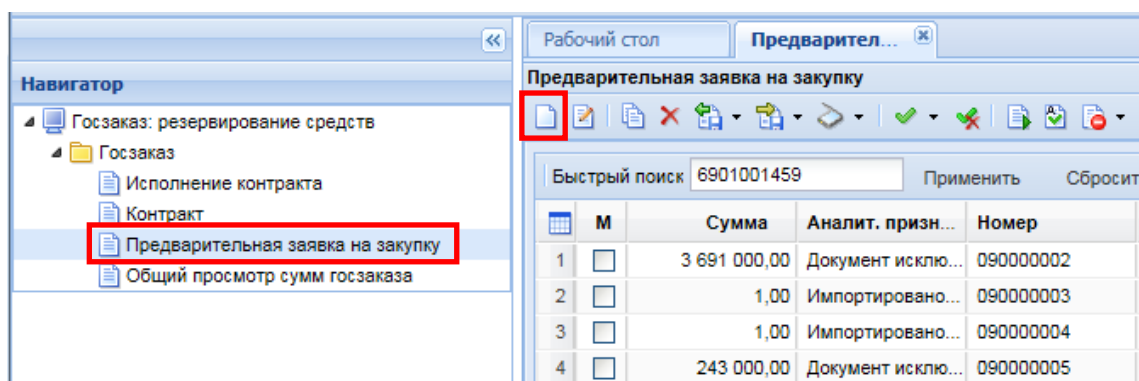 Рабочий стол Предварител...
Навигатор
Предварительная заявка на закупку
Госзаказ: резервирование средств
Госзаказ
Исполнение контракта
Контракт
Предварительная заявка на закупку
Общий просмотр сумм госзаказа
Быстрый поиск 6901001459 Применить Сбросит
М Сумма Аналит. призн... Номер
1 3 691 000,00 Документ исклю... 090000002
2 1,00 Импортировано... 090000003
3 1,00 Импортировано... 090000004
4 243 000,00 Документ исклю... 090000005